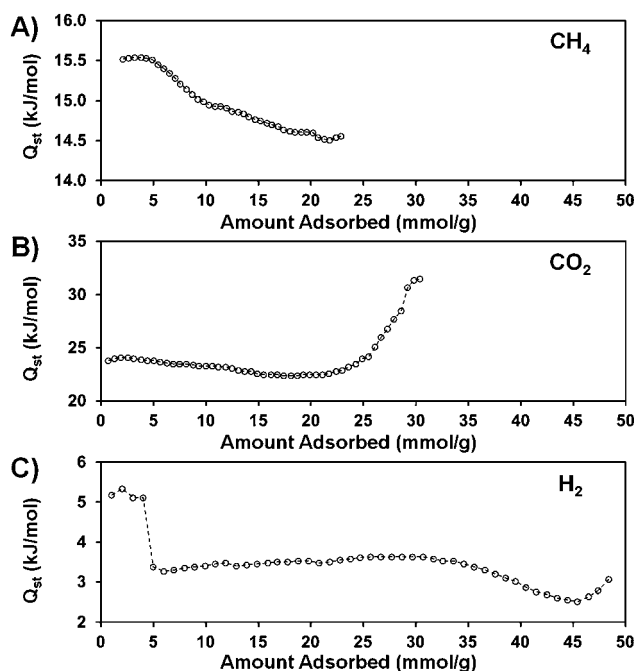 A)
CH4
Qst (kJ/mol)
16.0
15.5
15.0
14.5
14.0
0 5 10 15 20 25 30 35 40 45 50
Amount Adsorbed (mmol/g)
B)
CO2
Qst (kJ/mol)
35
31
27
22
20
0 5 10 15 20 25 30 35 40 45 50
Amount Adsorbed (mmol/g)
C)
H2
Qst (kJ/mol)
6
5
4
3
2
0 5 10 15 20 25 30 35 40 45 50
Amount Adsorbed (mmol/g)